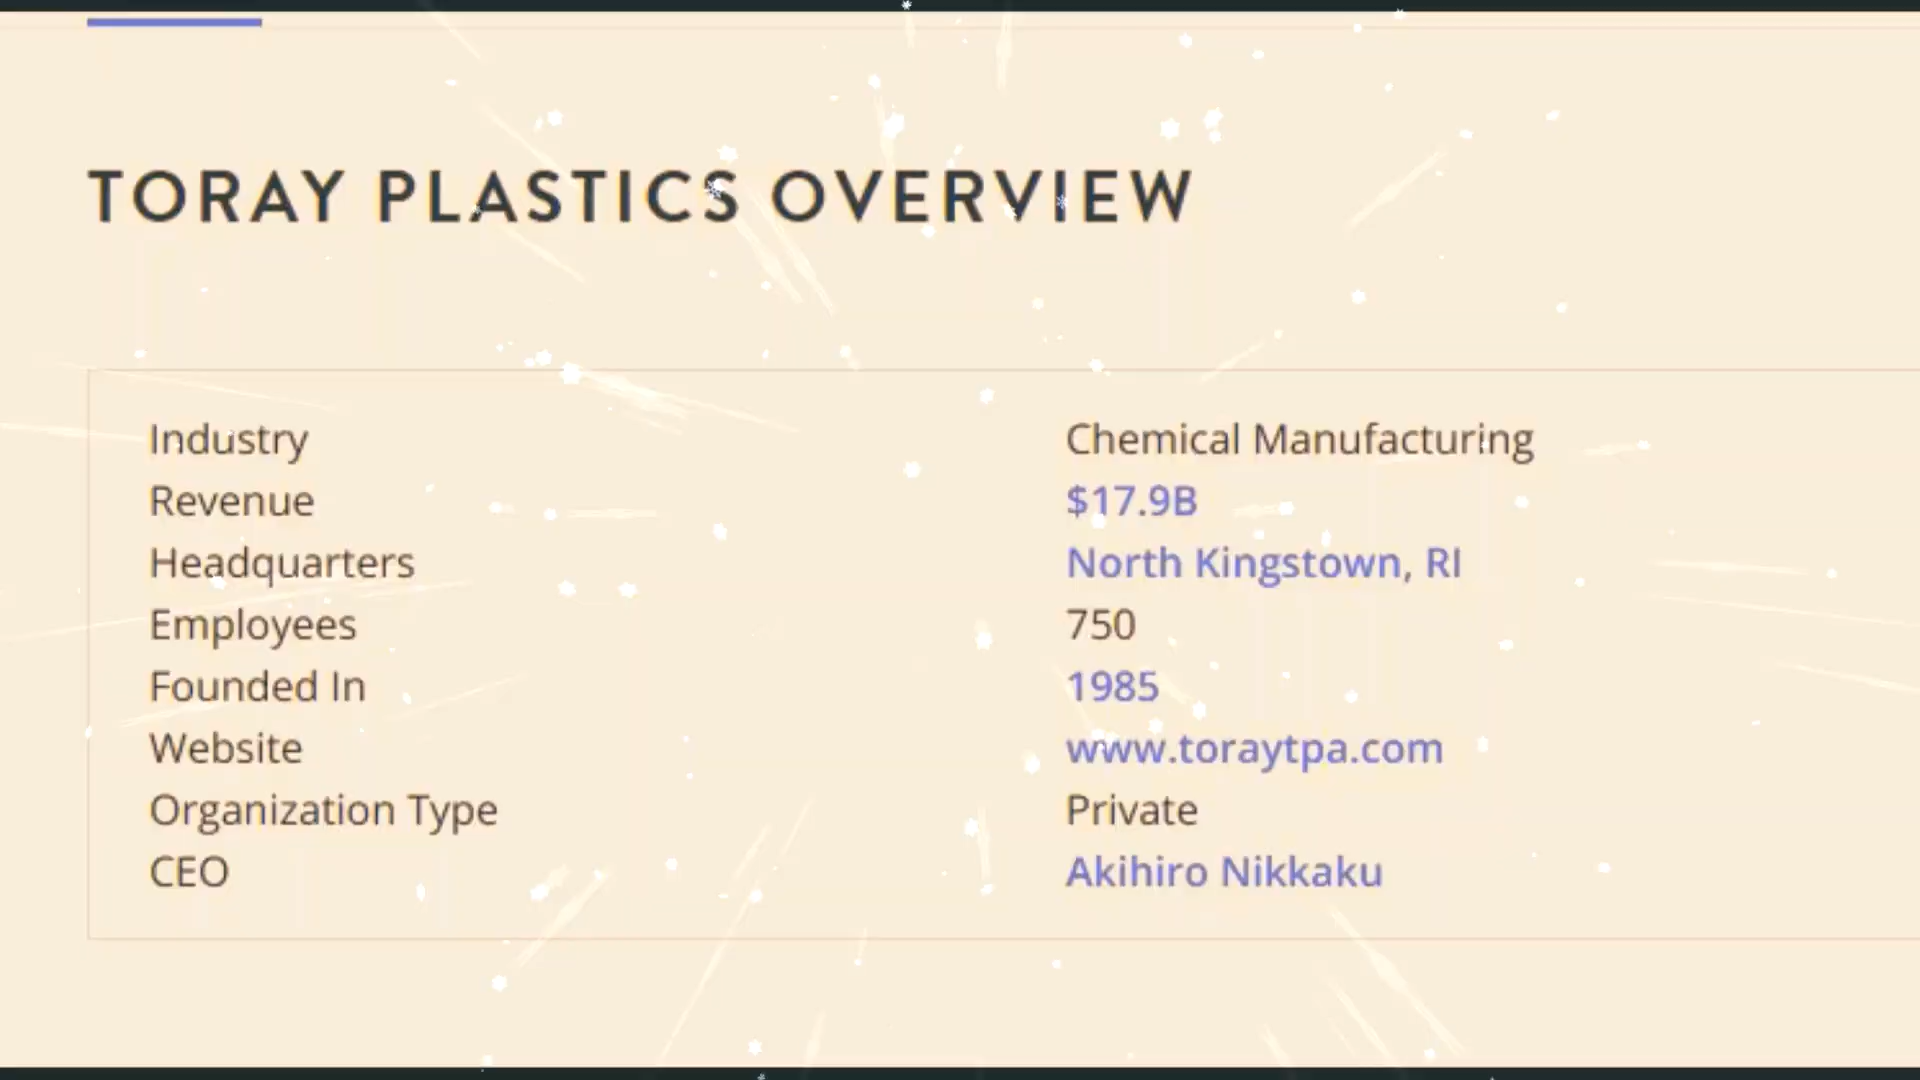 TORAY PLASTICS OVERVIEW
Industry Chemical Manufacturing
Revenue $17.9B
Headquarters North Kingstown, RI
Employees 750
Founded In 1985
Website www.toraytpa.com
Organization Type Private
CEO Akihiro Nikkaku